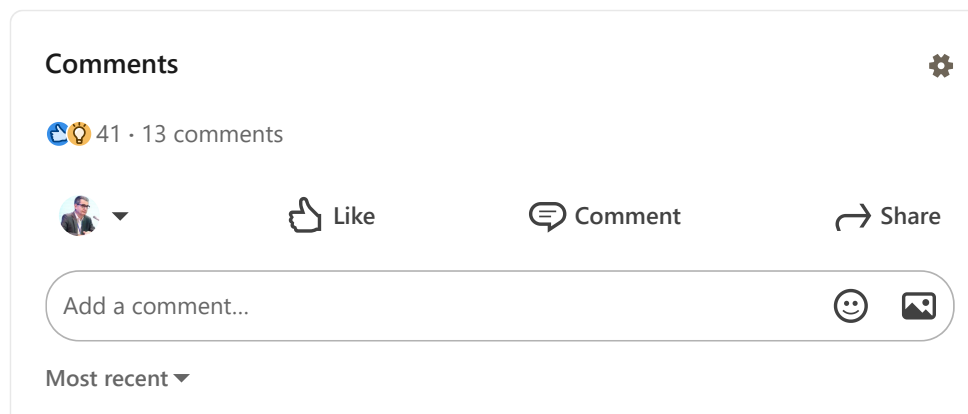 Comments
41 · 13 comments
Like Comment Share
Add a comment...
Most recent